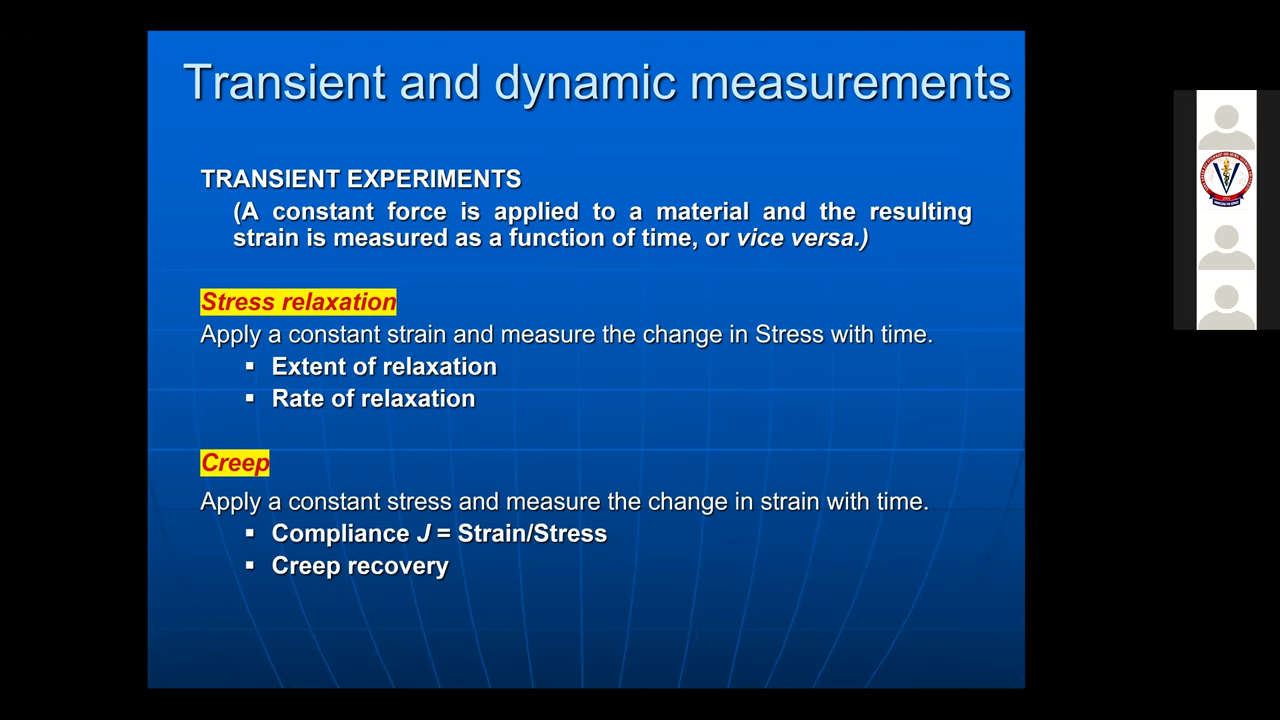 Transient and dynamic measurements
TRANSIENT EXPERIMENTS
(A constant force is applied to a material and the resulting
strain is measured as a function of time, or vice versa.)
Stress relaxation
Apply a constant strain and measure the change in Stress with time.
▪ Extent of relaxation
▪ Rate of relaxation
Creep
Apply a constant stress and measure the change in strain with time.
▪ Compliance J = Strain/Stress
▪ Creep recovery